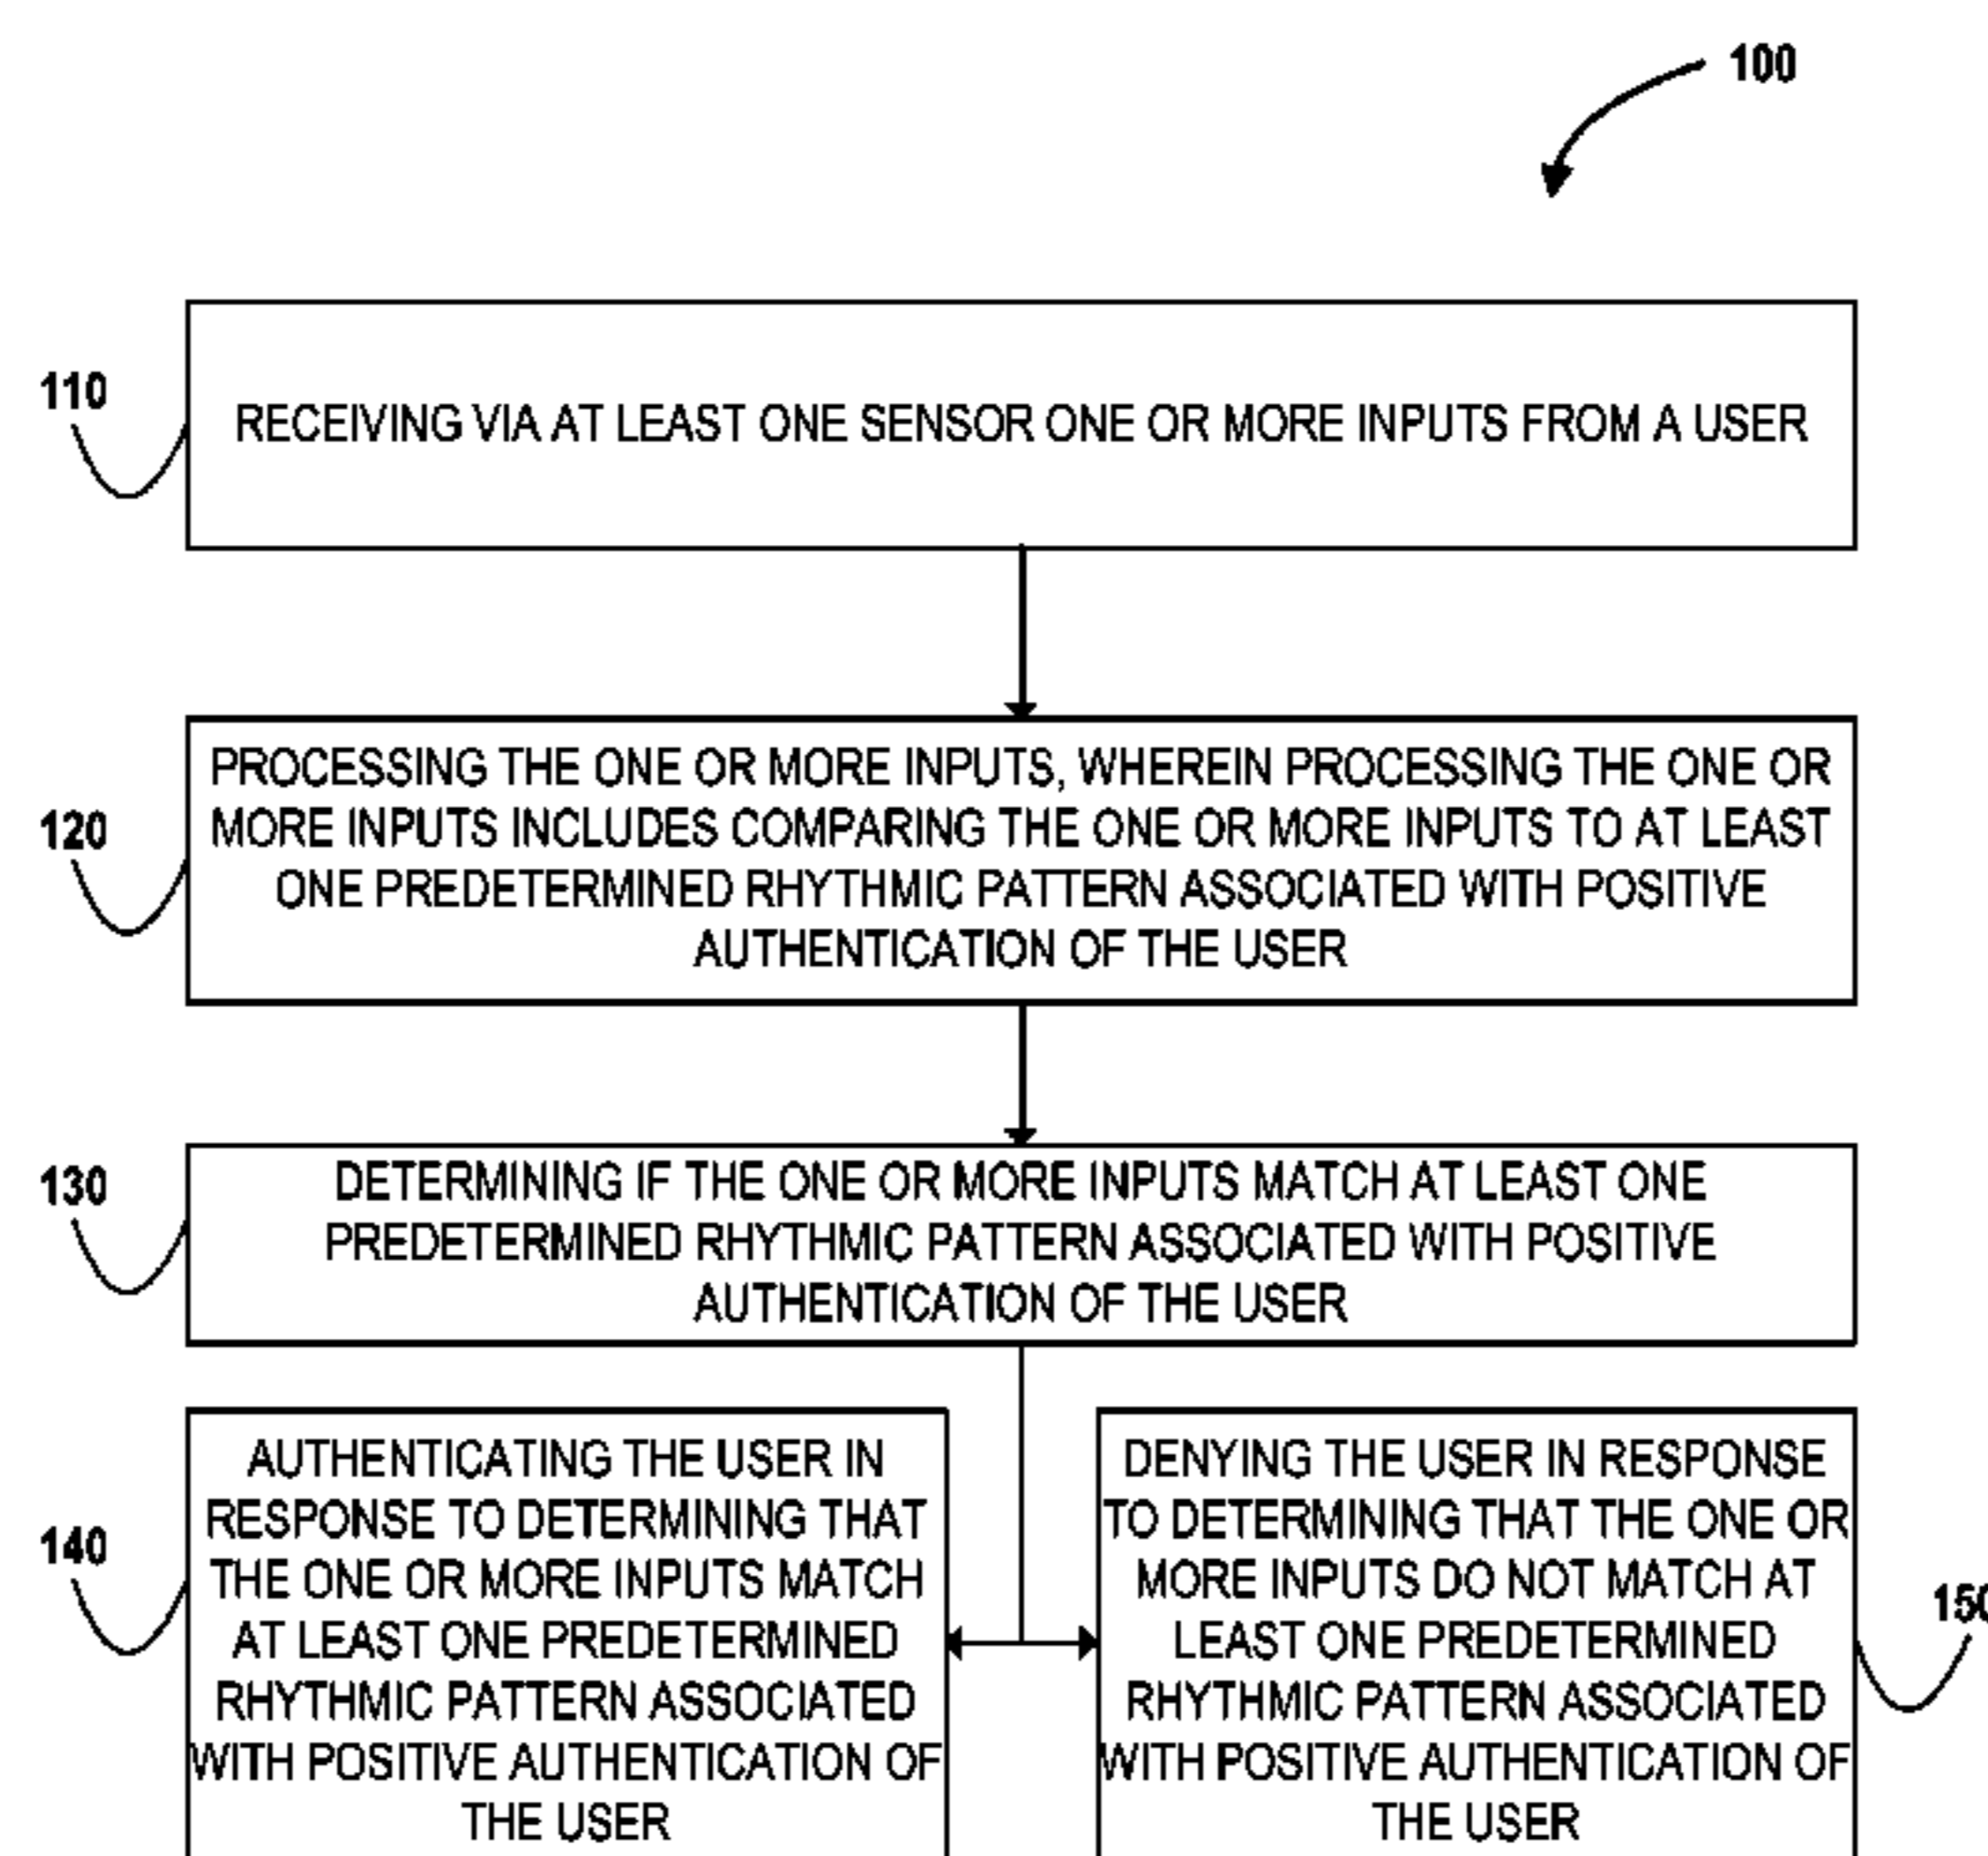 100
110
RECEIVING VIA AT LEAST ONE SENSOR ONE OR MORE INPUTS FROM A USER
120
PROCESSING THE ONE OR MORE INPUTS, WHEREIN PROCESSING THE ONE OR
MORE INPUTS INCLUDES COMPARING THE ONE OR MORE INPUTS TO AT LEAST
ONE PREDETERMINED RHYTHMIC PATTERN ASSOCIATED WITH POSITIVE
AUTHENTICATION OF THE USER
130
DETERMINING IF THE ONE OR MORE INPUTS MATCH AT LEAST ONE
PREDETERMINED RHYTHMIC PATTERN ASSOCIATED WITH POSITIVE
AUTHENTICATION OF THE USER
140
AUTHENTICATING THE USER IN
RESPONSE TO DETERMINING THAT
THE ONE OR MORE INPUTS MATCH
AT LEAST ONE PREDETERMINED
RHYTHMIC PATTERN ASSOCIATED
WITH POSITIVE AUTHENTICATION OF
THE USER
DENYING THE USER IN RESPONSE
TO DETERMINING THAT THE ONE OR
MORE INPUTS DO NOT MATCH AT
LEAST ONE PREDETERMINED
RHYTHMIC PATTERN ASSOCIATED
WITH POSITIVE AUTHENTICATION OF
THE USER
150